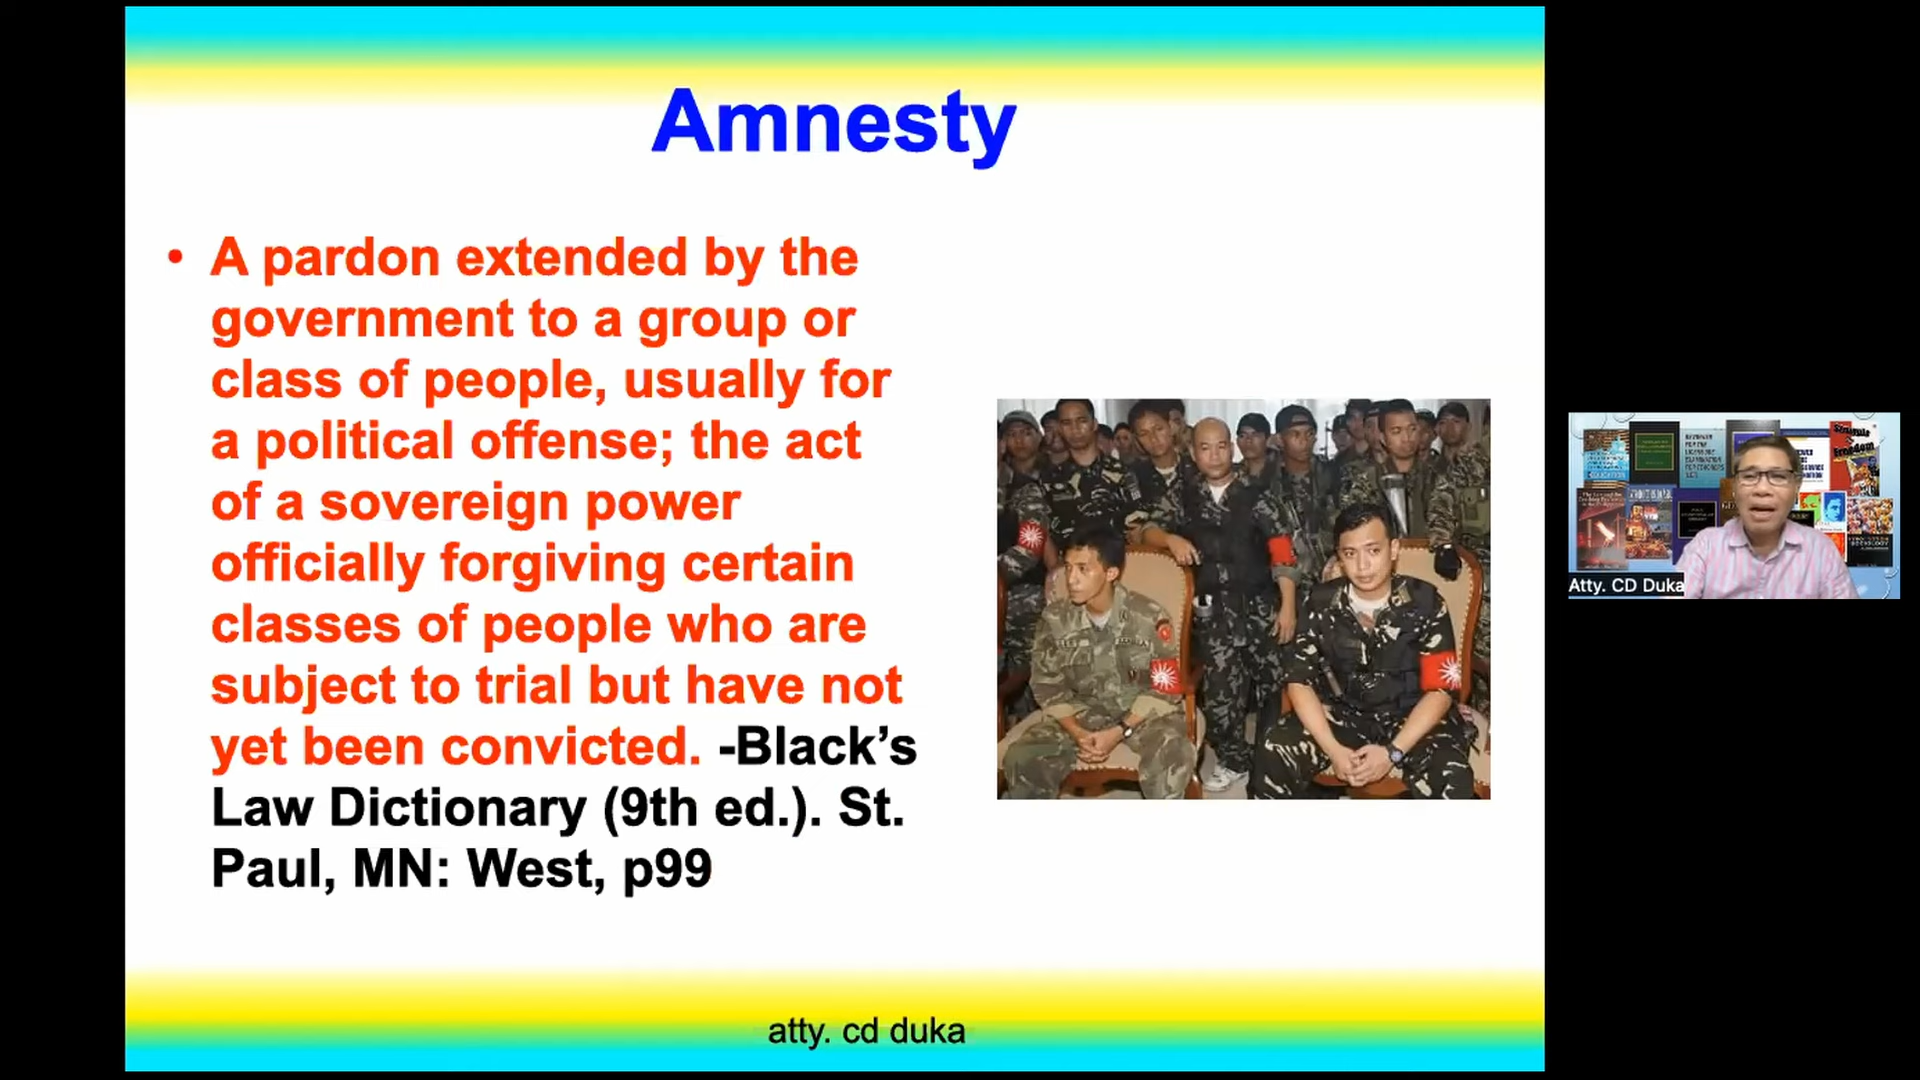 Amnesty
• A pardon extended by the
government to a group or
class of people, usually for
a political offense; the act
of a sovereign power
officially forgiving certain
classes of people who are
subject to trial but have not
yet been convicted. -Black’s
Law Dictionary (9th ed.). St.
Paul, MN: West, p99
atty. cd duka
Atty. CD Duka